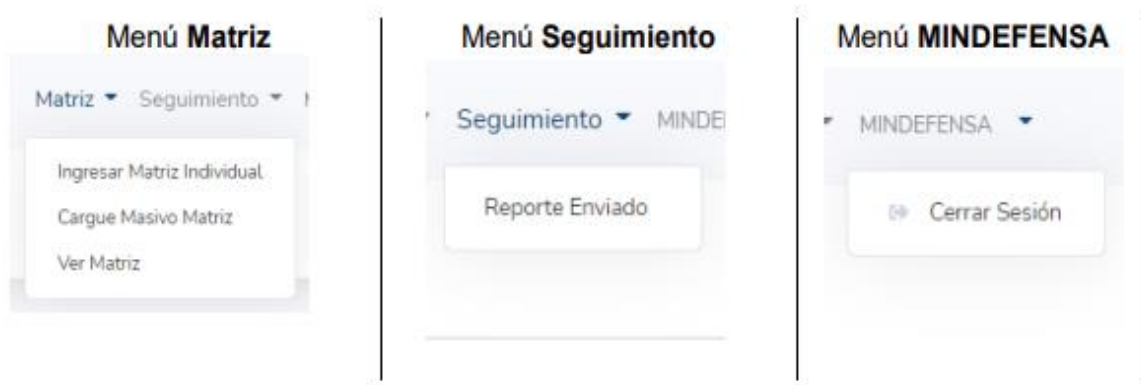 Menú Matriz
Matriz Seguimiento
Ingresar Matriz Individual
Cargue Masivo Matriz
Ver Matriz
Menú Seguimiento
Seguimiento MINDE
Reporte Enviado
Menú MINDEFENSA
MINDEFENSA
Cerrar Sesión